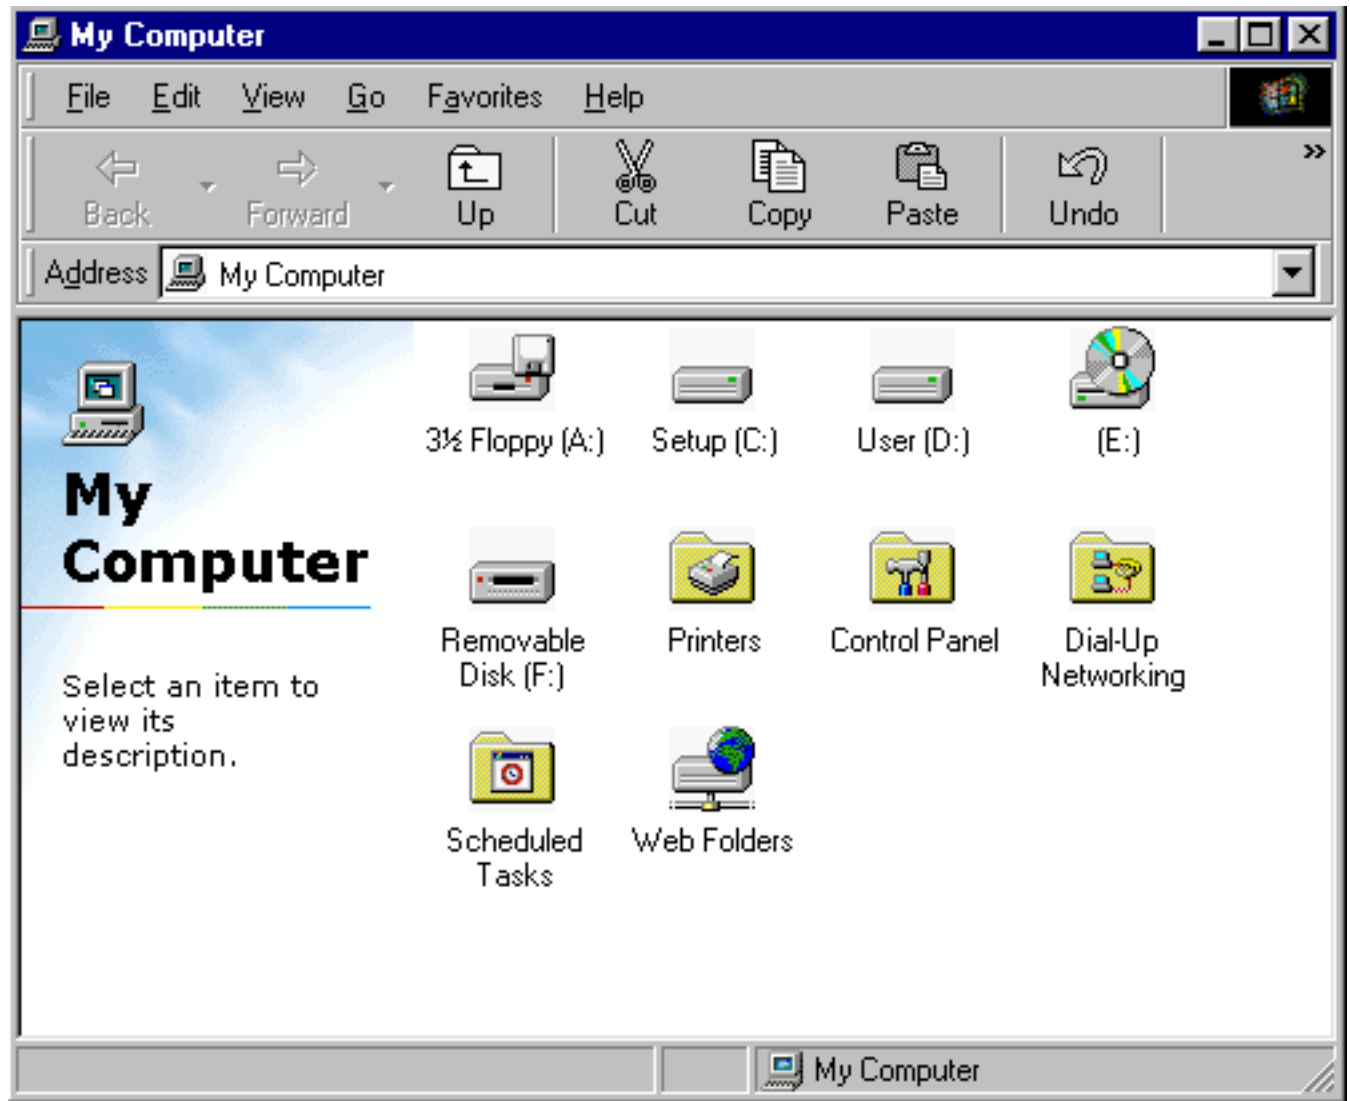 My Computer
File Edit View Go Favorites Help
Back Forward Up Cut Copy Paste Undo »
Address My Computer
My
Computer
Select an item to
view its
description.
3½ Floppy (A:) Setup (C:) User (D:) (E:)
Removable
Disk (F:)
Printers
Control Panel
Dial-Up
Networking
Scheduled
Tasks
Web Folders
My Computer